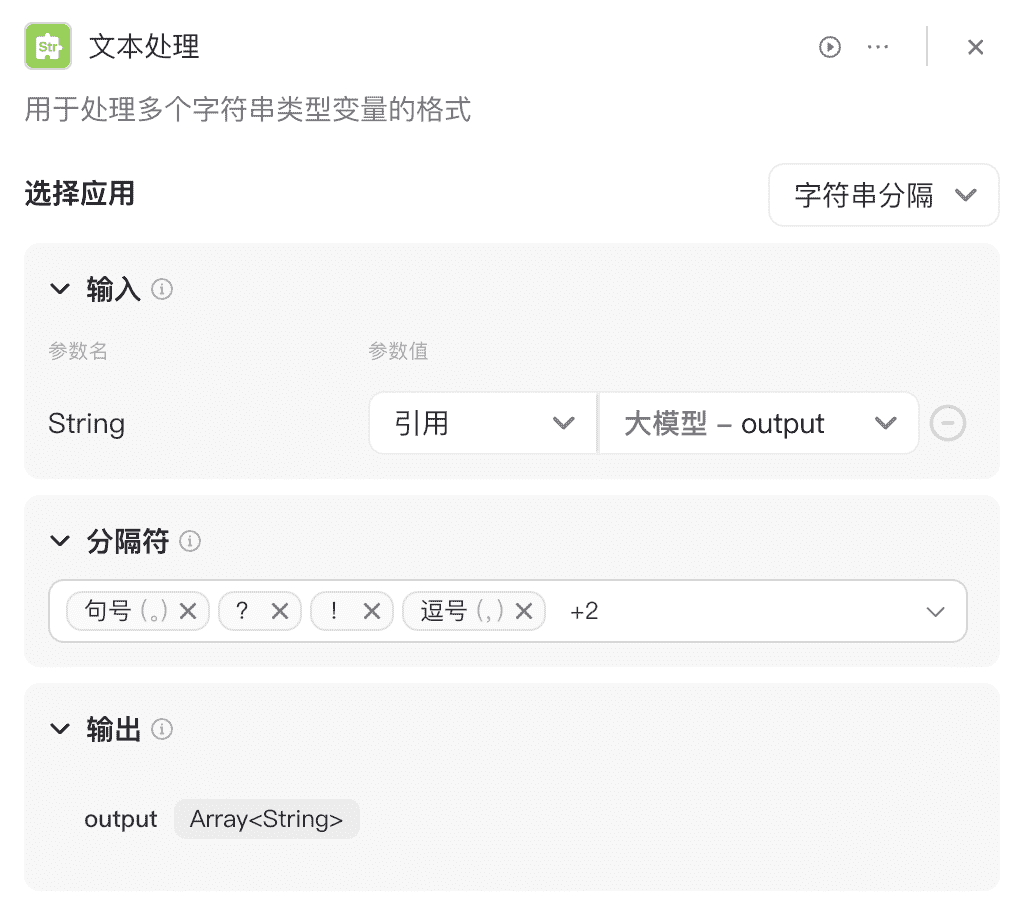 Str 文本处理
用于处理多个字符串类型变量的格式
选择应用 字符串分隔
输入
参数名 参数值
String 引用 大模型 – output
分隔符
句号 (。) ? ! 逗号 (,) +2
输出
output Array<String>